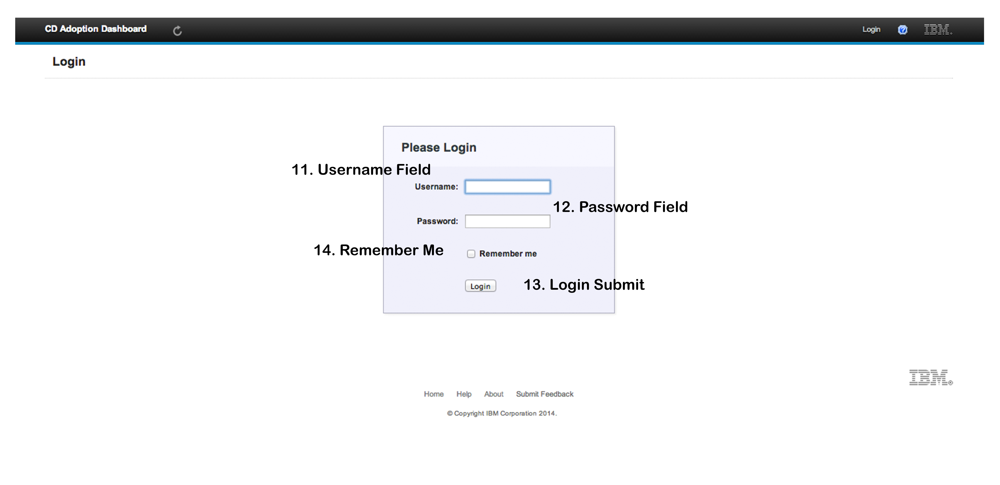 CD Adoption Dashboard
Login
IBM.
Login
Please Login
11. Username Field
Username:
12. Password Field
Password:
14. Remember Me
Remember me
Login
13. Login Submit
IBM®
Home Help About Submit Feedback
© Copyright IBM Corporation 2014.